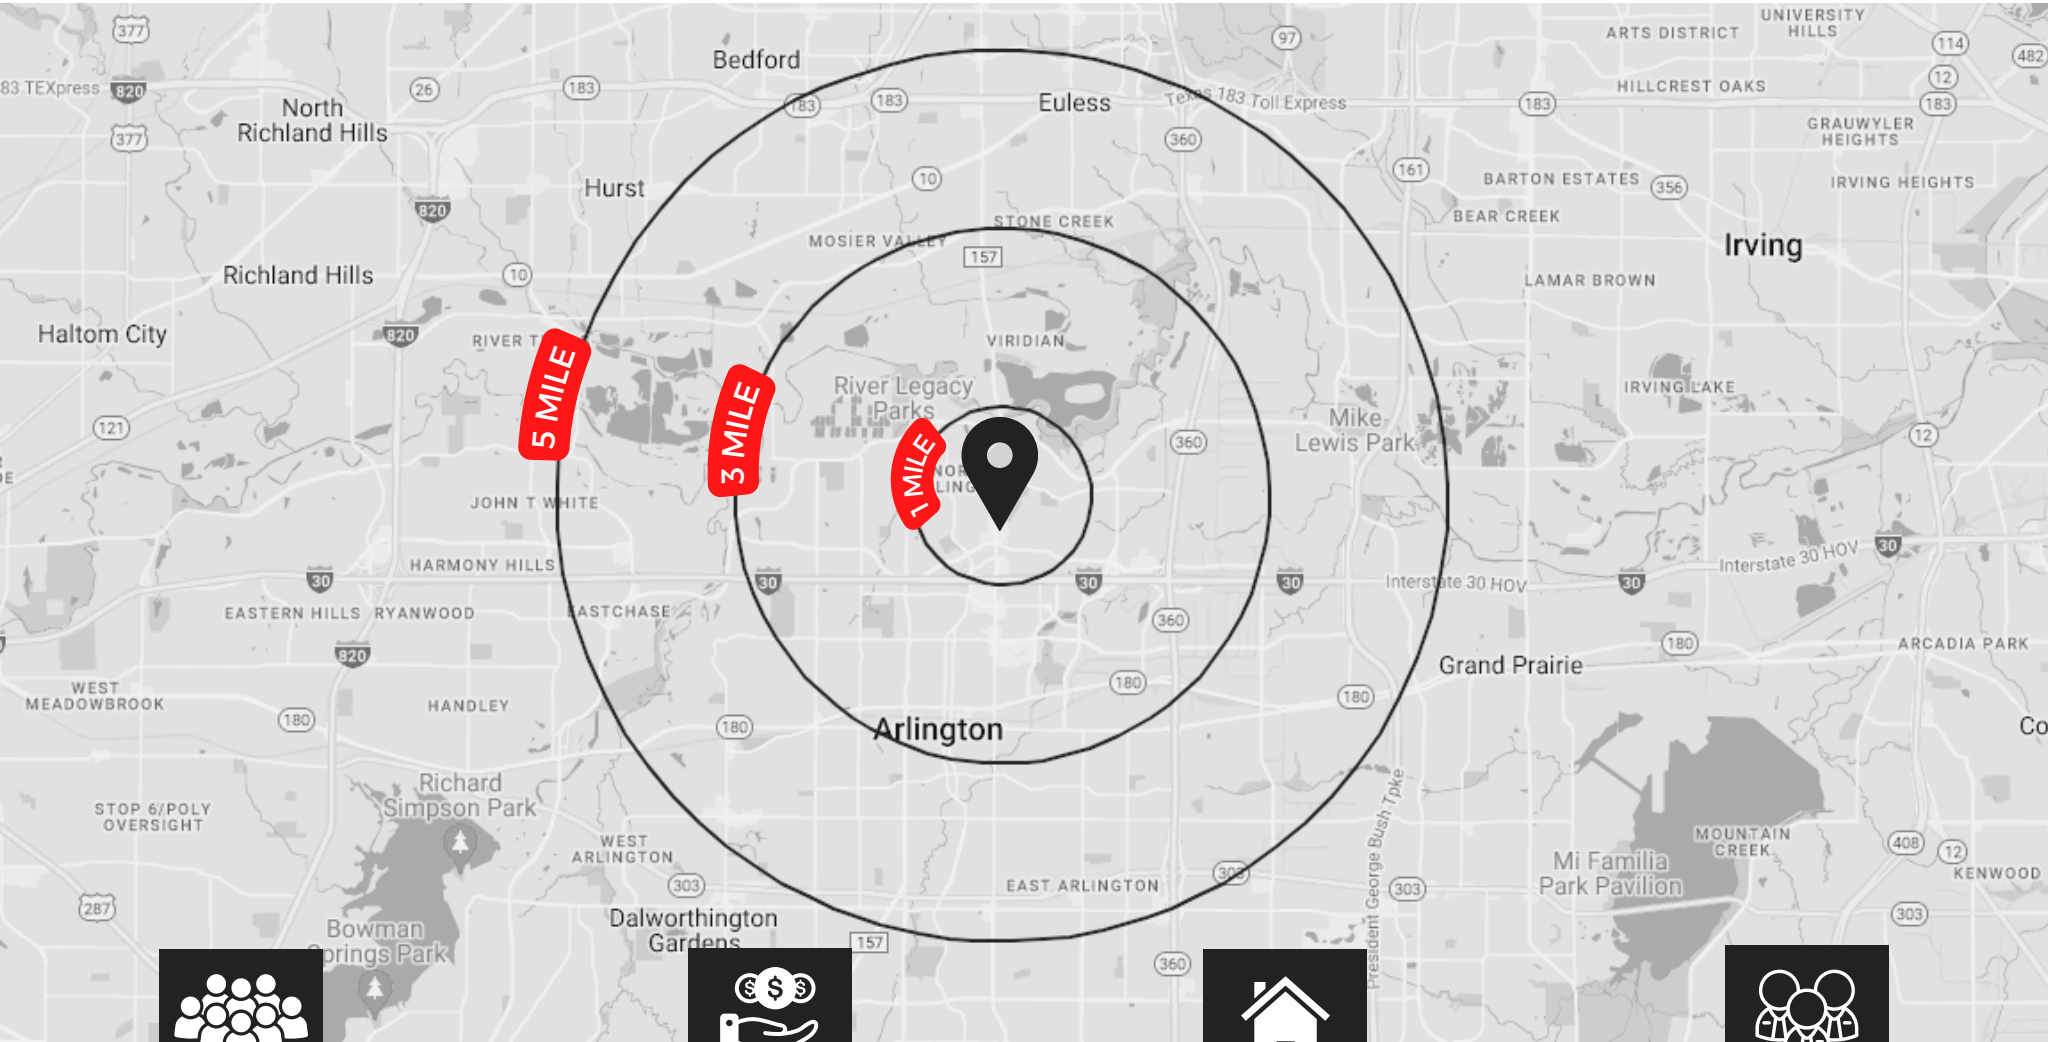 377
UNIVERSITY
HILLS
ARTS DISTRICT
97
114
482
Bedford
83 TEXpress
820
26
183
183
183
Euless
Texas 183 Toll Express
183
HILLCREST OAKS
12
183
North
Richland Hills
377
360
GRAUWYLER
HEIGHTS
161
10
BARTON ESTATES
356
IRVING HEIGHTS
Hurst
820
STONE CREEK
BEAR CREEK
MOSIER VALLEY
157
Irving
Richland Hills
10
LAMAR BROWN
Haltom City
820
RIVER T
VIRIDIAN
5 MILE
3 MILE
River Legacy
Parks
IRVING LAKE
Mike
Lewis Park
121
360
12
1 MILE
JOHN T WHITE
HARMONY HILLS
30
30
30
30
Interstate 30 HOV
30
Interstate 30 HOV
30
EASTERN HILLS
RYANWOOD
EASTCHASE
360
180
ARCADIA PARK
820
Grand Prairie
WEST
MEADOWBROOK
180
180
HANDLEY
180
180
Arlington
Co
Richard
Simpson Park
President George Bush Tpke
STOP 6/POLY
OVERSIGHT
WEST
ARLINGTON
MOUNTAIN
CREEK
408
12
Mi Familia
Park Pavilion
KENWOOD
303
EAST ARLINGTON
303
303
287
303
Dalworthington
Gardens
157
Bowman
Springs Park
360
$ $ $